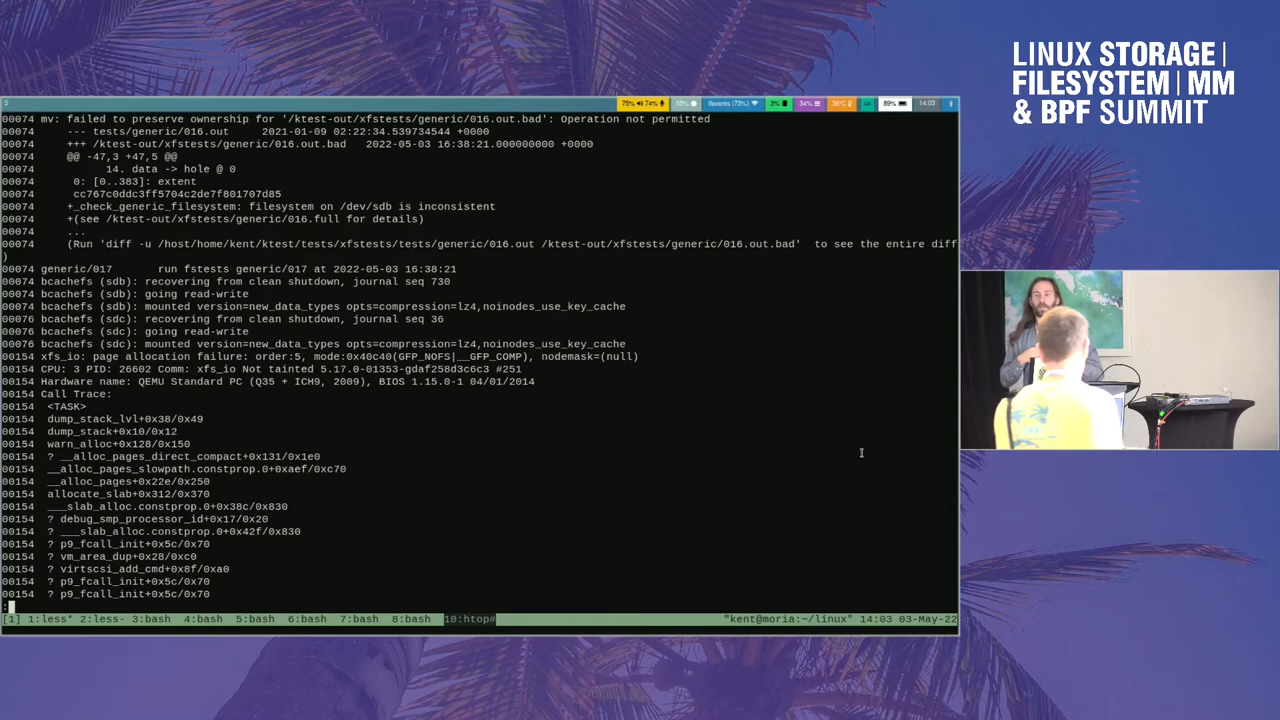 LINUX STORAGE |
FILESYSTEM | MM
& BPF SUMMIT
5
75% 74%
55%
illevents (73%)
3%
34%
36°C
us
89%
14:03
00074 mv: failed to preserve ownership for '/ktest-out/xfstests/generic/016.out.bad': Operation not permitted
00074     --- tests/generic/016.out     2021-01-09 02:22:34.539734544 +0000
00074     +++ /ktest-out/xfstests/generic/016.out.bad   2022-05-03 16:38:21.000000000 +0000
00074     @@ -47,3 +47,5 @@
00074           14. data -> hole @ 0
00074      0: [0..383]: extent
00074      cc767c0ddc3ff5704c2de7f801707d85
00074     +_check_generic_filesystem: filesystem on /dev/sdb is inconsistent
00074     +(see /ktest-out/xfstests/generic/016.full for details)
00074     ...
00074     (Run 'diff -u /host/home/kent/ktest/tests/xfstests/tests/generic/016.out /ktest-out/xfstests/generic/016.out.bad'  to see the entire diff
)
00074 generic/017       run fstests generic/017 at 2022-05-03 16:38:21
00074 bcachefs (sdb): recovering from clean shutdown, journal seq 730
00074 bcachefs (sdb): going read-write
00074 bcachefs (sdb): mounted version=new_data_types opts=compression=lz4,noinodes_use_key_cache
00076 bcachefs (sdc): recovering from clean shutdown, journal seq 36
00076 bcachefs (sdc): going read-write
00076 bcachefs (sdc): mounted version=new_data_types opts=compression=lz4,noinodes_use_key_cache
00154 xfs_io: page allocation failure: order:5, mode:0x40c40(GFP_NOFS|__GFP_COMP), nodemask=(null)
00154 CPU: 3 PID: 26602 Comm: xfs_io Not tainted 5.17.0-01353-gdaf258d3c6c3 #251
00154 Hardware name: QEMU Standard PC (Q35 + ICH9, 2009), BIOS 1.15.0-1 04/01/2014
00154 Call Trace:
00154  <TASK>
00154  dump_stack_lvl+0x38/0x49
00154  dump_stack+0x10/0x12
00154  warn_alloc+0x128/0x150
00154  ? __alloc_pages_direct_compact+0x131/0x1e0
00154  __alloc_pages_slowpath.constprop.0+0xaef/0xc70
00154  __alloc_pages+0x22e/0x250
00154  allocate_slab+0x312/0x370
00154  ___slab_alloc.constprop.0+0x38c/0x830
00154  ? debug_smp_processor_id+0x17/0x20
00154  ? ___slab_alloc.constprop.0+0x42f/0x830
00154  ? p9_fcall_init+0x5c/0x70
00154  ? vm_area_dup+0x28/0xc0
00154  ? virtscsi_add_cmd+0x8f/0xa0
00154  ? p9_fcall_init+0x5c/0x70
00154  ? p9_fcall_init+0x5c/0x70
:
[1] 1:less* 2:less- 3:bash  4:bash  5:bash  6:bash  7:bash  8:bash  10:htop# "kent@moria:~/linux" 14:03 03-May-22